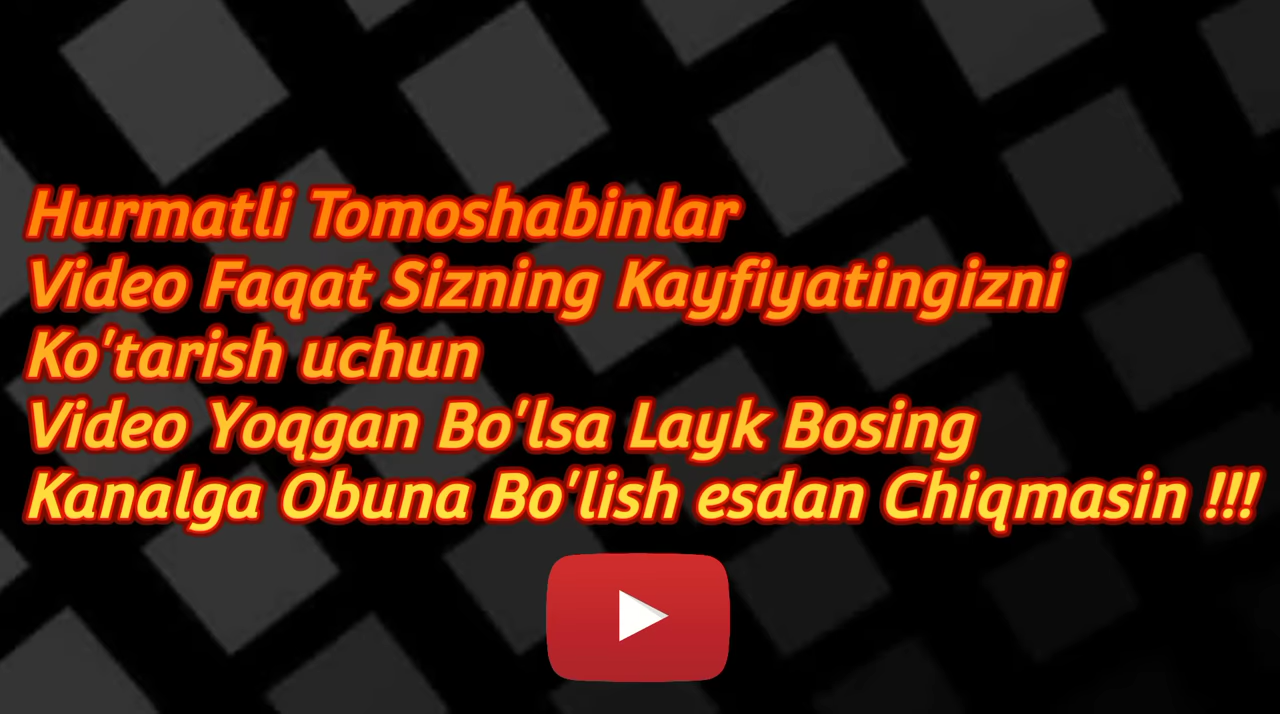 Hurmatli Tomoshabinlar
Video Faqat Sizning Kayfiyatingizni
Ko'tarish uchun
Video Yoqgan Bo'lsa Layk Bosing
Kanalga Obuna Bo'lish esdan Chiqmasin !!!